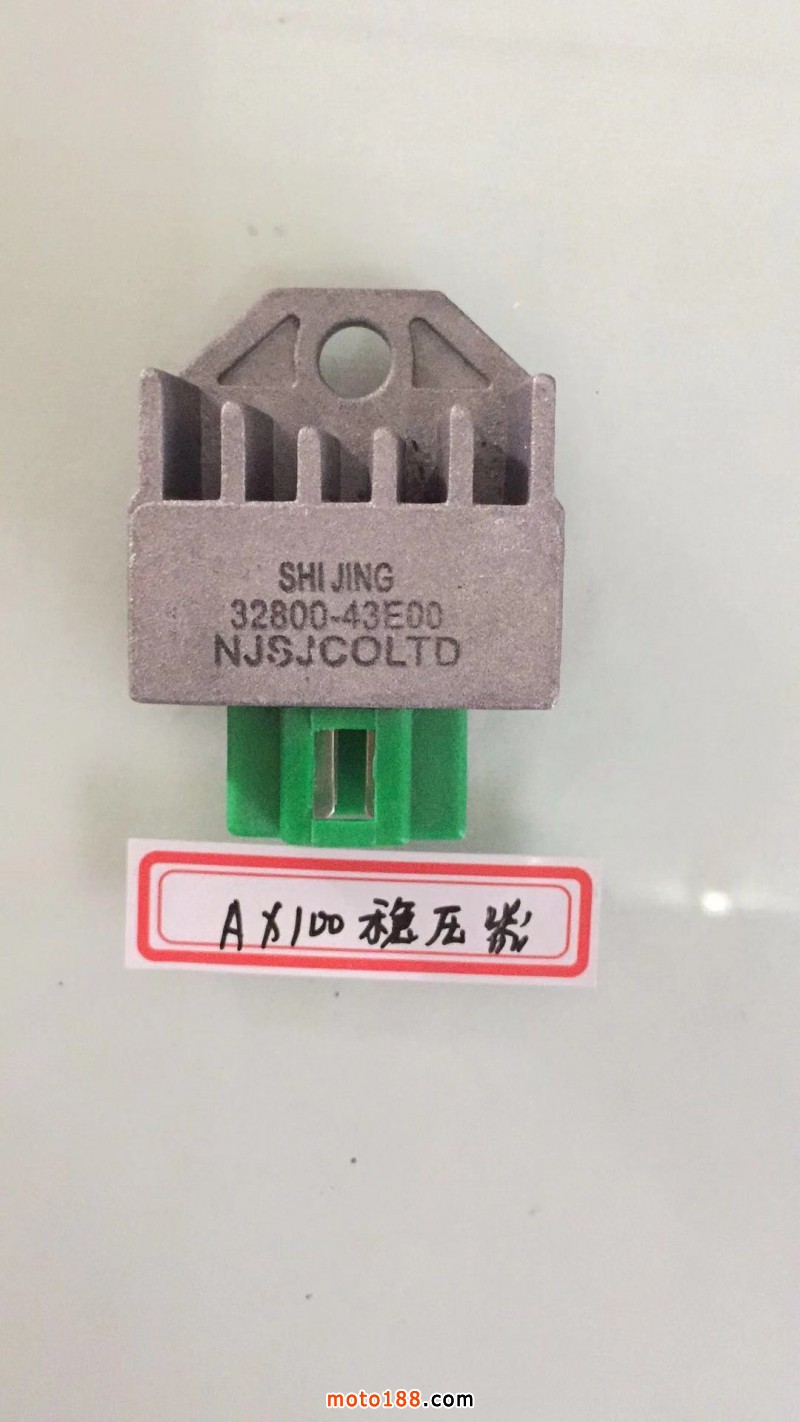 SHI JING
32800-43E00
NJSJCOLTD
AX100稳压器
moto188.com